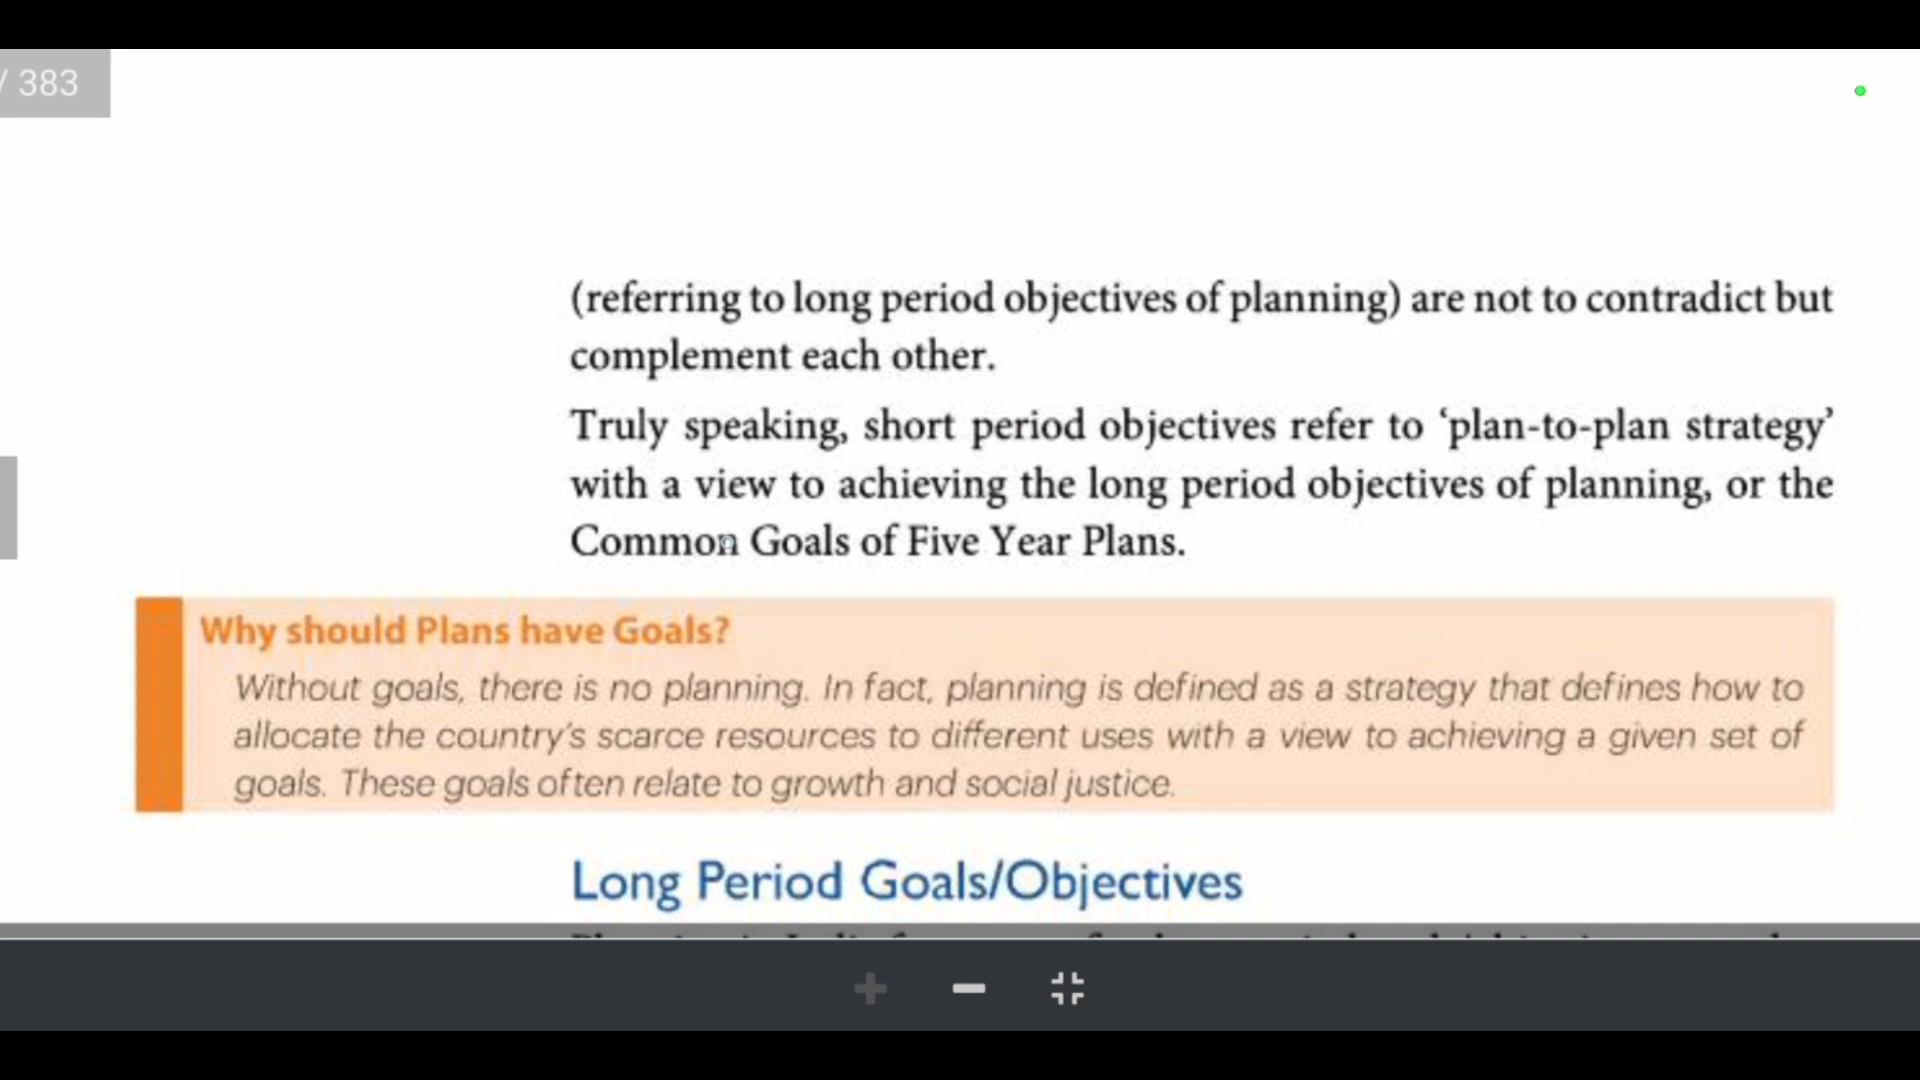 / 383
(referring to long period objectives of planning) are not to contradict but
complement each other.
Truly speaking, short period objectives refer to ‘plan-to-plan strategy’
with a view to achieving the long period objectives of planning, or the
Common Goals of Five Year Plans.
Why should Plans have Goals?
Without goals, there is no planning. In fact, planning is defined as a strategy that defines how to
allocate the country’s scarce resources to different uses with a view to achieving a given set of
goals. These goals often relate to growth and social justice.
Long Period Goals/Objectives